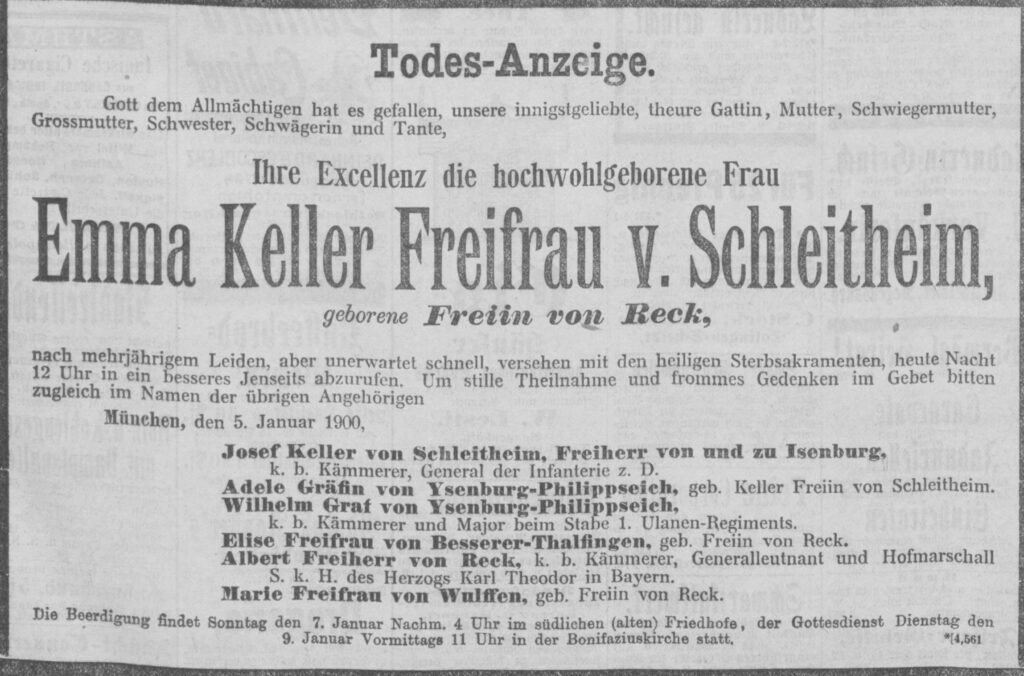 Todes-Anzeige.
Gott dem Allmächtigen hat es gefallen, unsere innigstgeliebte, theure Gattin, Mutter, Schwiegermutter,
Grossmutter, Schwester, Schwägerin und Tante,
Ihre Excellenz die hochwohlgeborene Frau
Emma Keller Freifrau v. Schleitheim,
geborene Freiin von Reck,
nach mehrjährigem Leiden, aber unerwartet schnell, versehen mit den heiligen Sterbsakramenten, heute Nacht
12 Uhr in ein besseres Jenseits abzurufen. Um stille Theilnahme und frommes Gedenken im Gebet bitten
zugleich im Namen der übrigen Angehörigen
München, den 5. Januar 1900,
Josef Keller von Schleitheim, Freiherr von und zu Isenburg,
k. b. Kämmerer, General der Infanterie z. D.
Adele Gräfin von Ysenburg-Philippseich, geb. Keller Freiin von Schleitheim.
Wilhelm Graf von Ysenburg-Philippseich,
k. b. Kämmerer und Major beim Stabe 1. Ulanen-Regiments.
Elise Freifrau von Besserer-Thalfingen, geb. Freiin von Reck.
Albert Freiherr von Reck, k. b. Kämmerer, Generalleutnant und Hofmarschall
S. k. H. des Herzogs Karl Theodor in Bayern.
Marie Freifrau von Wulffen, geb. Freiin von Reck.
Die Beerdigung findet Sonntag den 7. Januar Nachm. 4 Uhr im südlichen (alten) Friedhofe, der Gottesdienst Dienstag den
9. Januar Vormittags 11 Uhr in der Bonifaziuskirche statt. *[4,561